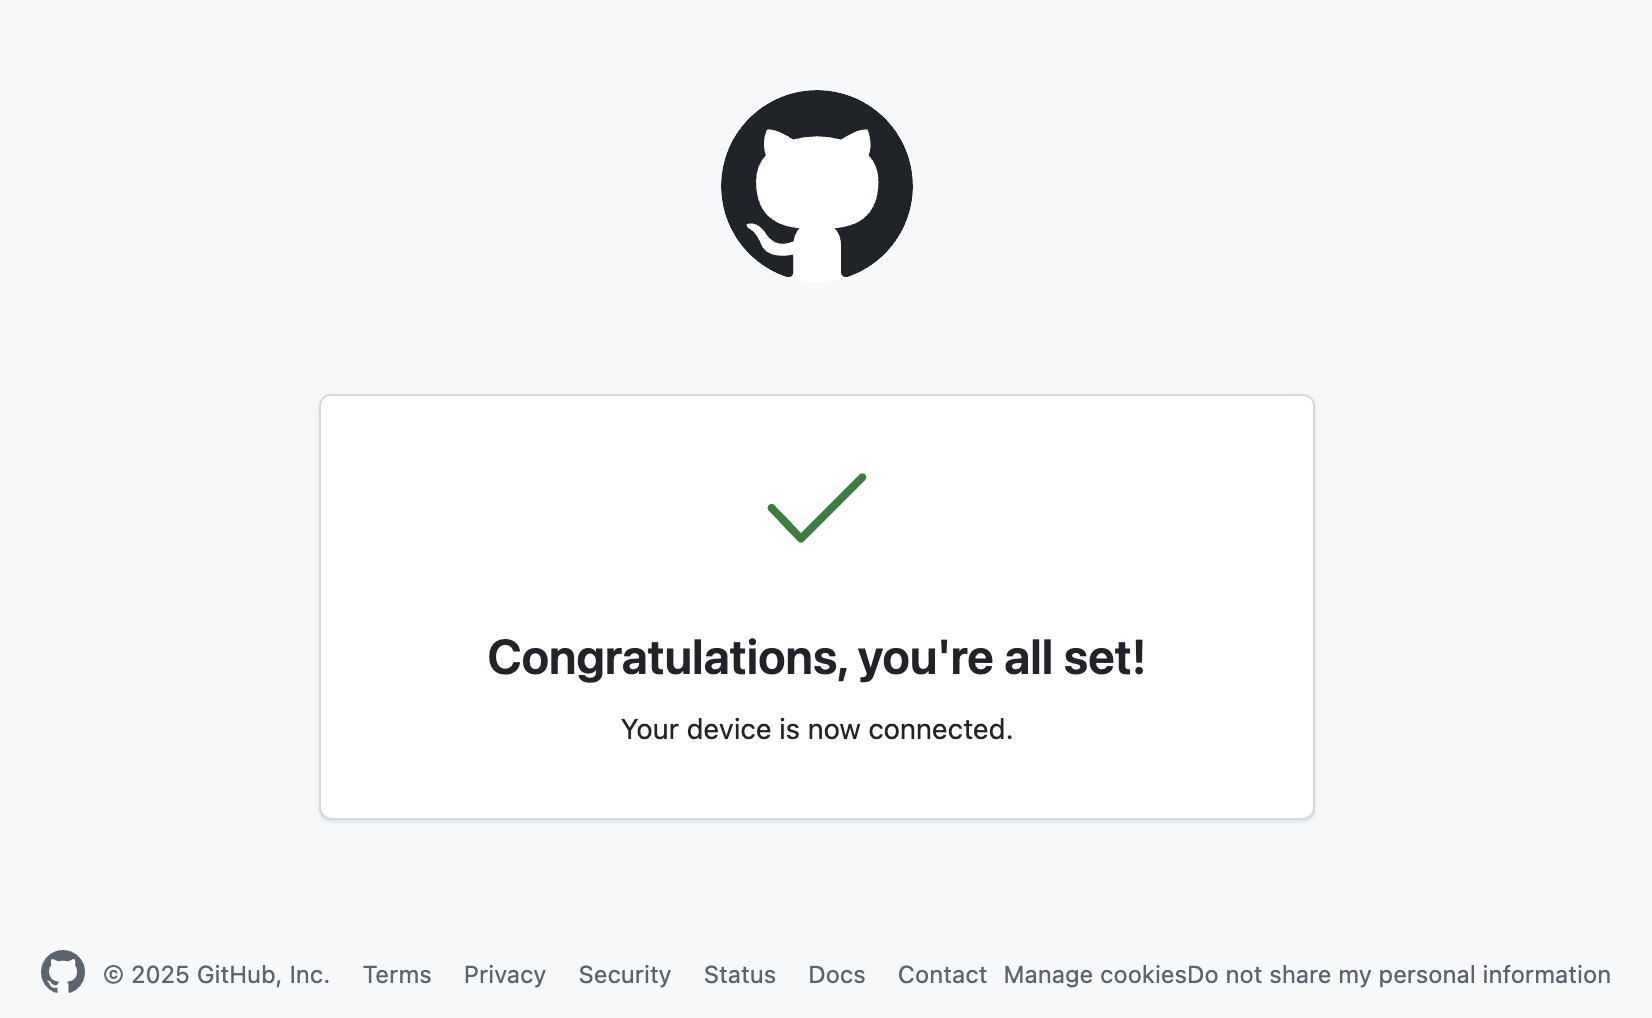 Congratulations, you're all set!
Your device is now connected.
© 2025 GitHub, Inc. Terms Privacy Security Status Docs Contact Manage cookiesDo not share my personal information